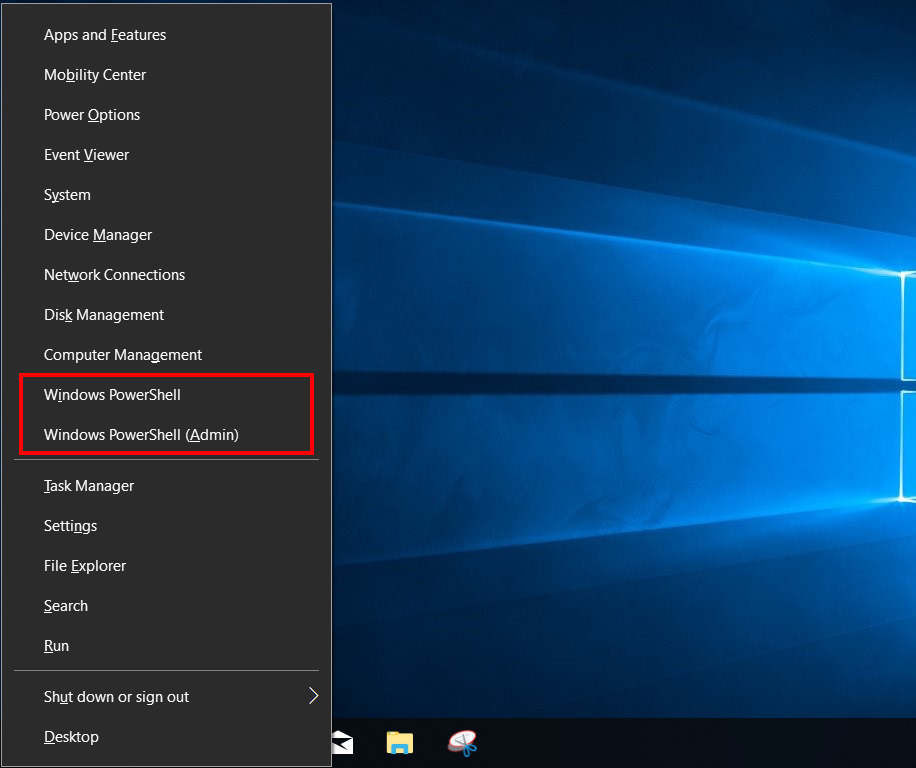 Apps and Features
Mobility Center
Power Options
Event Viewer
System
Device Manager
Network Connections
Disk Management
Computer Management
Windows PowerShell
Windows PowerShell (Admin)
Task Manager
Settings
File Explorer
Search
Run
Shut down or sign out
Desktop